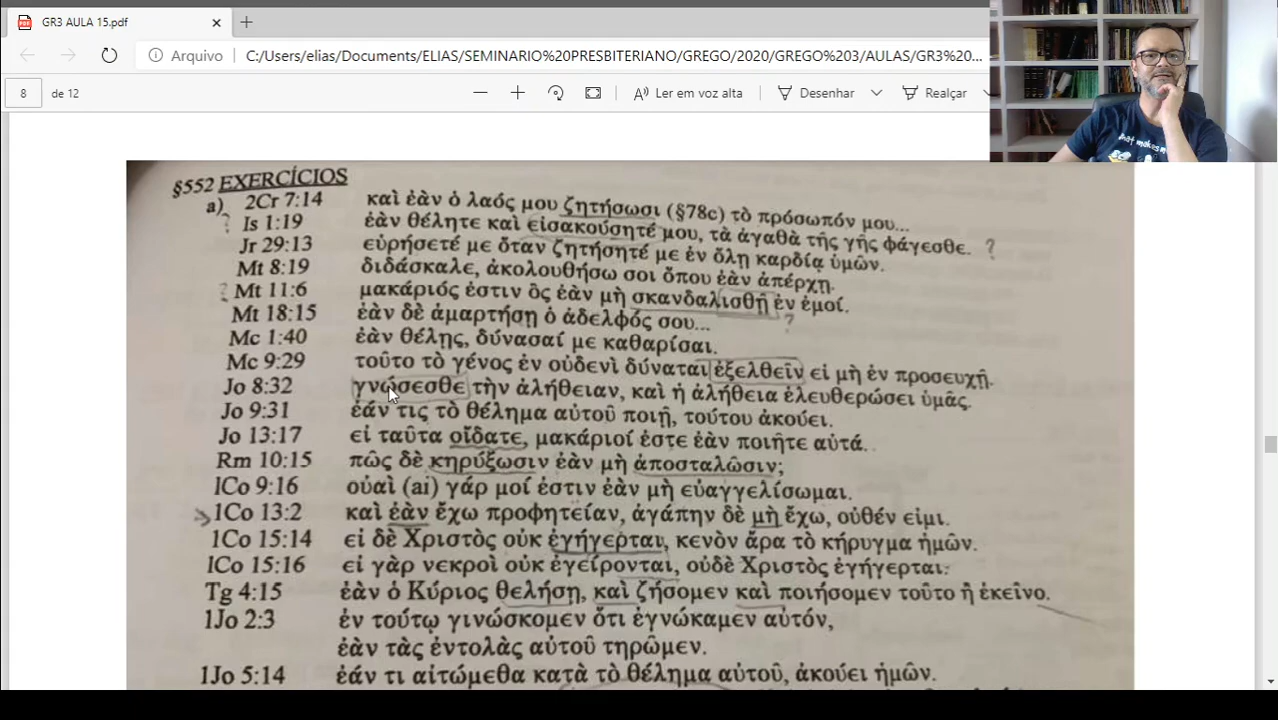 GR3 AULA 15.pdf
Arquivo C:/Users/elias/Documents/ELIAS/SEMINARIO%20PRESBITERIANO/GREGO/2020/GREGO%203/AULAS/GR3%20...
8 de 12 Ler em voz alta Desenhar Realçar
§552 EXERCÍCIOS
a) 2Cr 7:14 καὶ ἐὰν ὁ λαός μου ζητήσωσι (§78c) τὸ πρόσωπόν μου...
? Is 1:19 ἐὰν θέλητε καὶ εἰσακούσητέ μου, τὰ ἀγαθὰ τῆς γῆς φάγεσθε. ?
Jr 29:13 εὑρήσετέ με ὅταν ζητήσητέ με ἐν ὅλῃ καρδίᾳ ὑμῶν.
Mt 8:19 διδάσκαλε, ἀκολουθήσω σοι ὅπου ἐὰν ἀπέρχῃ.
? Mt 11:6 μακάριός ἐστιν ὃς ἐὰν μὴ σκανδαλισθῇ ἐν ἐμοί.
Mt 18:15 ἐὰν δὲ ἁμαρτήσῃ ὁ ἀδελφός σου... ?
Mc 1:40 ἐὰν θέλῃς, δύνασαί με καθαρίσαι.
Mc 9:29 τοῦτο τὸ γένος ἐν οὐδενὶ δύναται ἐξελθεῖν εἰ μὴ ἐν προσευχῇ.
Jo 8:32 γνώσεσθε τὴν ἀλήθειαν, καὶ ἡ ἀλήθεια ἐλευθερώσει ὑμᾶς.
Jo 9:31 ἐάν τις τὸ θέλημα αὐτοῦ ποιῇ, τούτου ἀκούει.
Jo 13:17 εἰ ταῦτα οἴδατε, μακάριοί ἐστε ἐὰν ποιῆτε αὐτά.
Rm 10:15 πῶς δὲ κηρύξωσιν ἐὰν μὴ ἀποσταλῶσιν;
1Co 9:16 οὐαὶ (ai) γάρ μοί ἐστιν ἐὰν μὴ εὐαγγελίσωμαι.
1Co 13:2 καὶ ἐὰν ἔχω προφητείαν, ἀγάπην δὲ μὴ ἔχω, οὐθέν εἰμι.
1Co 15:14 εἰ δὲ Χριστὸς οὐκ ἐγήγερται, κενὸν ἄρα τὸ κήρυγμα ἡμῶν.
1Co 15:16 εἰ γὰρ νεκροὶ οὐκ ἐγείρονται, οὐδὲ Χριστὸς ἐγήγερται:
Tg 4:15 ἐὰν ὁ Κύριος θελήσῃ, καὶ ζήσομεν καὶ ποιήσομεν τοῦτο ἢ ἐκεῖνο.
1Jo 2:3 ἐν τούτῳ γινώσκομεν ὅτι ἐγνώκαμεν αὐτόν,
ἐὰν τὰς ἐντολὰς αὐτοῦ τηρῶμεν.
1Jo 5:14 ἐάν τι αἰτώμεθα κατὰ τὸ θέλημα αὐτοῦ, ἀκούει ἡμῶν.